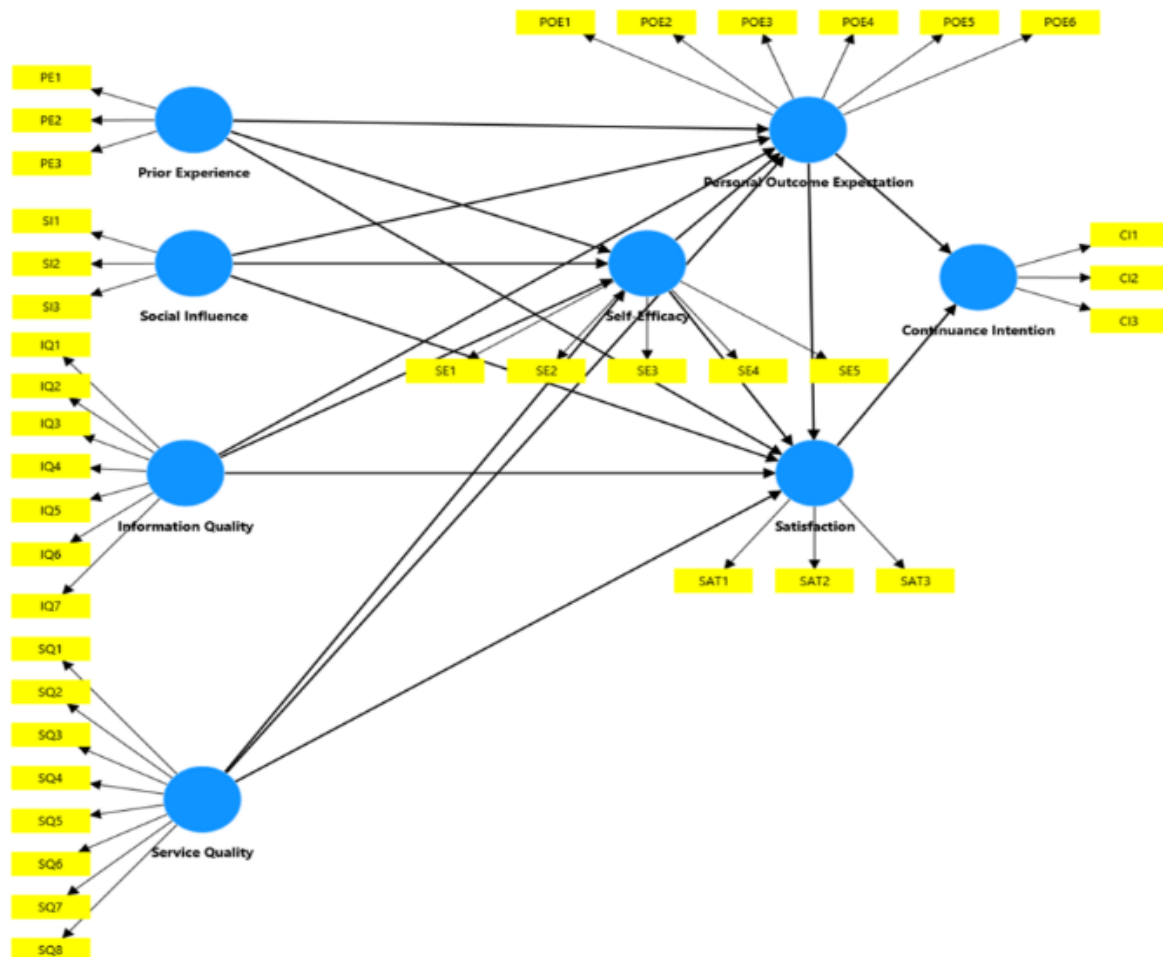 POE1
POE2
POE3
POE4
POE5
POE6
PE1
PE2
PE3
Prior Experience
Personal Outcome Expectation
SI1
SI2
SI3
Social Influence
Self-Efficacy
CI1
CI2
CI3
Continuance Intention
IQ1
IQ2
IQ3
IQ4
IQ5
IQ6
IQ7
Information Quality
SE1
SE2
SE3
SE4
SE5
Satisfaction
SAT1
SAT2
SAT3
SQ1
SQ2
SQ3
SQ4
SQ5
SQ6
SQ7
SQ8
Service Quality